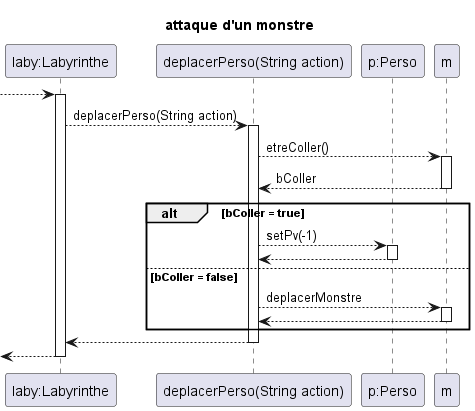 attaque d'un monstre
laby:Labyrinthe deplacerPerso(String action) p:Perso m
deplacerPerso(String action)
etreColler()
bColler
alt [bColler = true]
setPv(-1)
[bColler = false]
deplacerMonstre
laby:Labyrinthe deplacerPerso(String action) p:Perso m